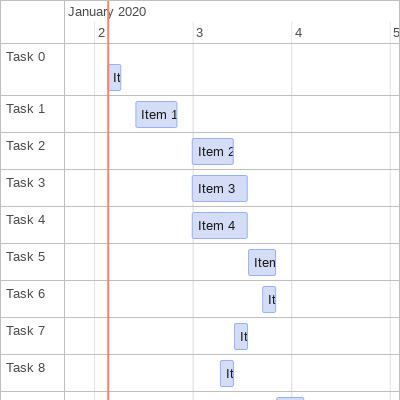 January 2020
2 3 4 5
Task 0
It
Task 1 Item 1
Task 2 Item 2
Task 3 Item 3
Task 4 Item 4
Task 5 Iten
Task 6 It
Task 7 It
Task 8 It